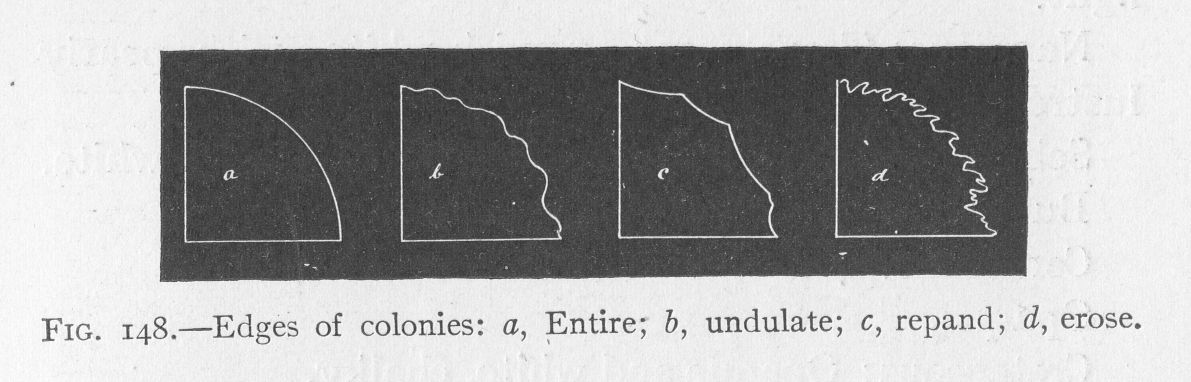 a b c d
FIG. 148.—Edges of colonies: a, Entire; b, undulate; c, repand; d, erose.